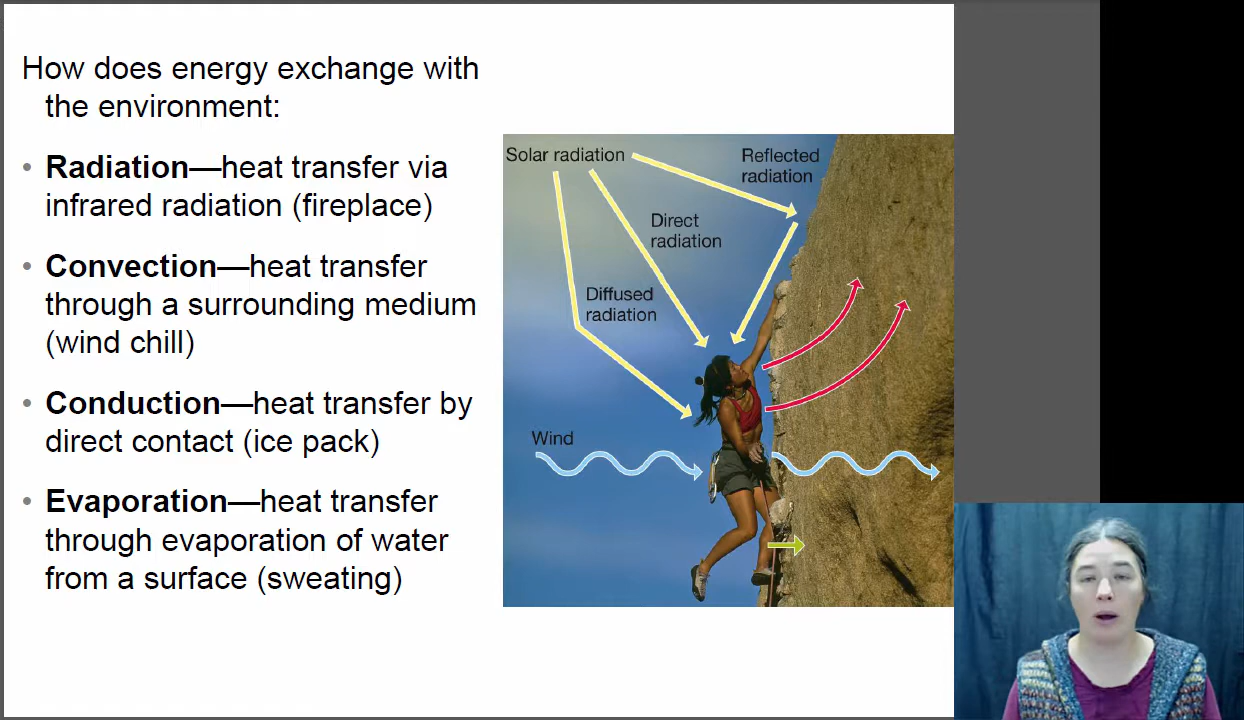 How does energy exchange with
the environment:
• Radiation—heat transfer via
infrared radiation (fireplace)
• Convection—heat transfer
through a surrounding medium
(wind chill)
• Conduction—heat transfer by
direct contact (ice pack)
• Evaporation—heat transfer
through evaporation of water
from a surface (sweating)
Solar radiation
Reflected
radiation
Direct
radiation
Diffused
radiation
Wind